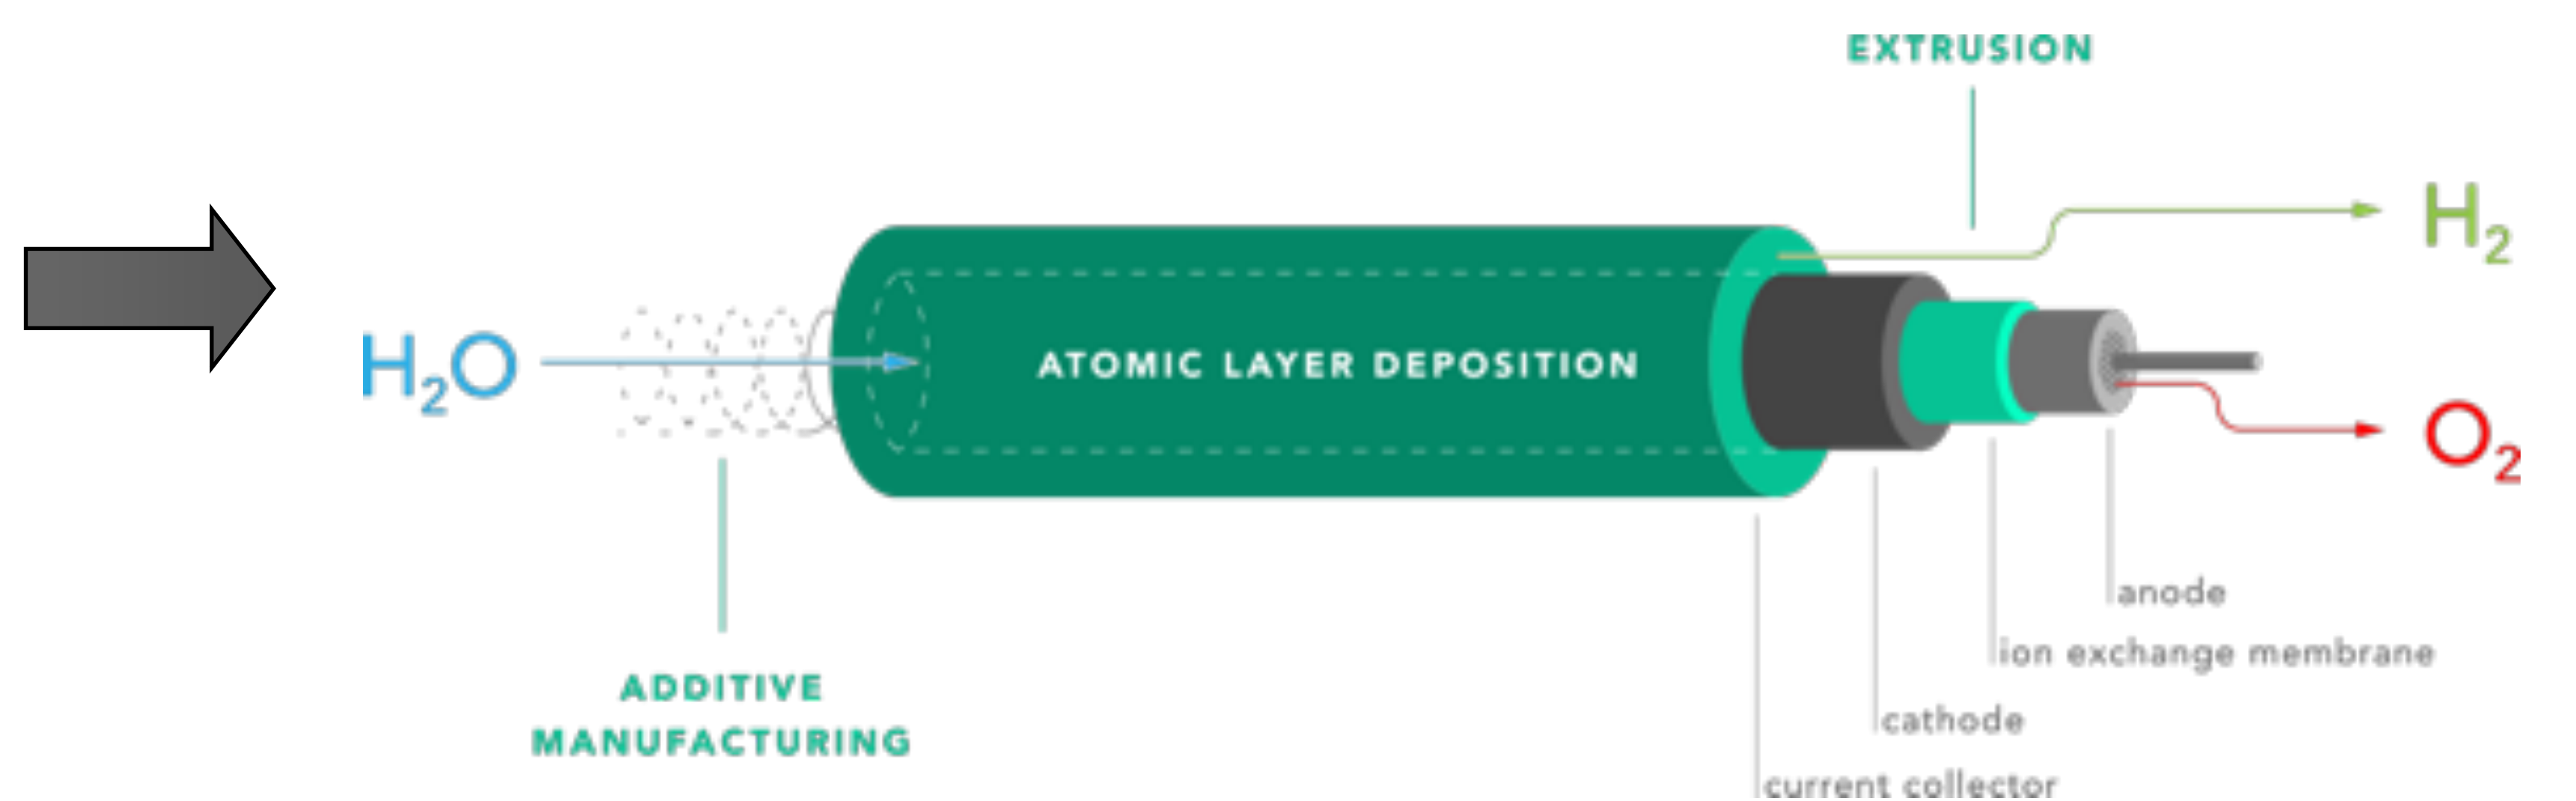 EXTRUSION
H₂
H₂O
ATOMIC LAYER DEPOSITION
O₂
anode
ion exchange membrane
ADDITIVE
MANUFACTURING
cathode
current collector